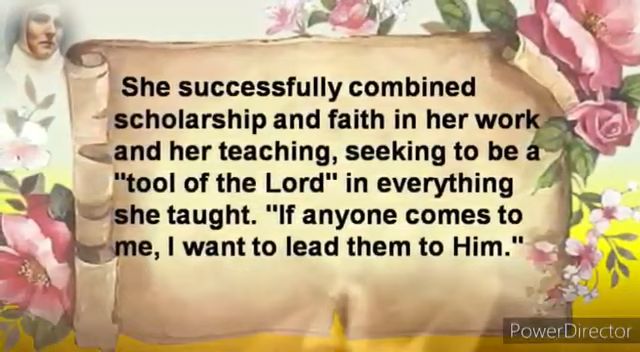 She successfully combined
scholarship and faith in her work
and her teaching, seeking to be a
"tool of the Lord" in everything
she taught. "If anyone comes to
me, I want to lead them to Him."
PowerDirector